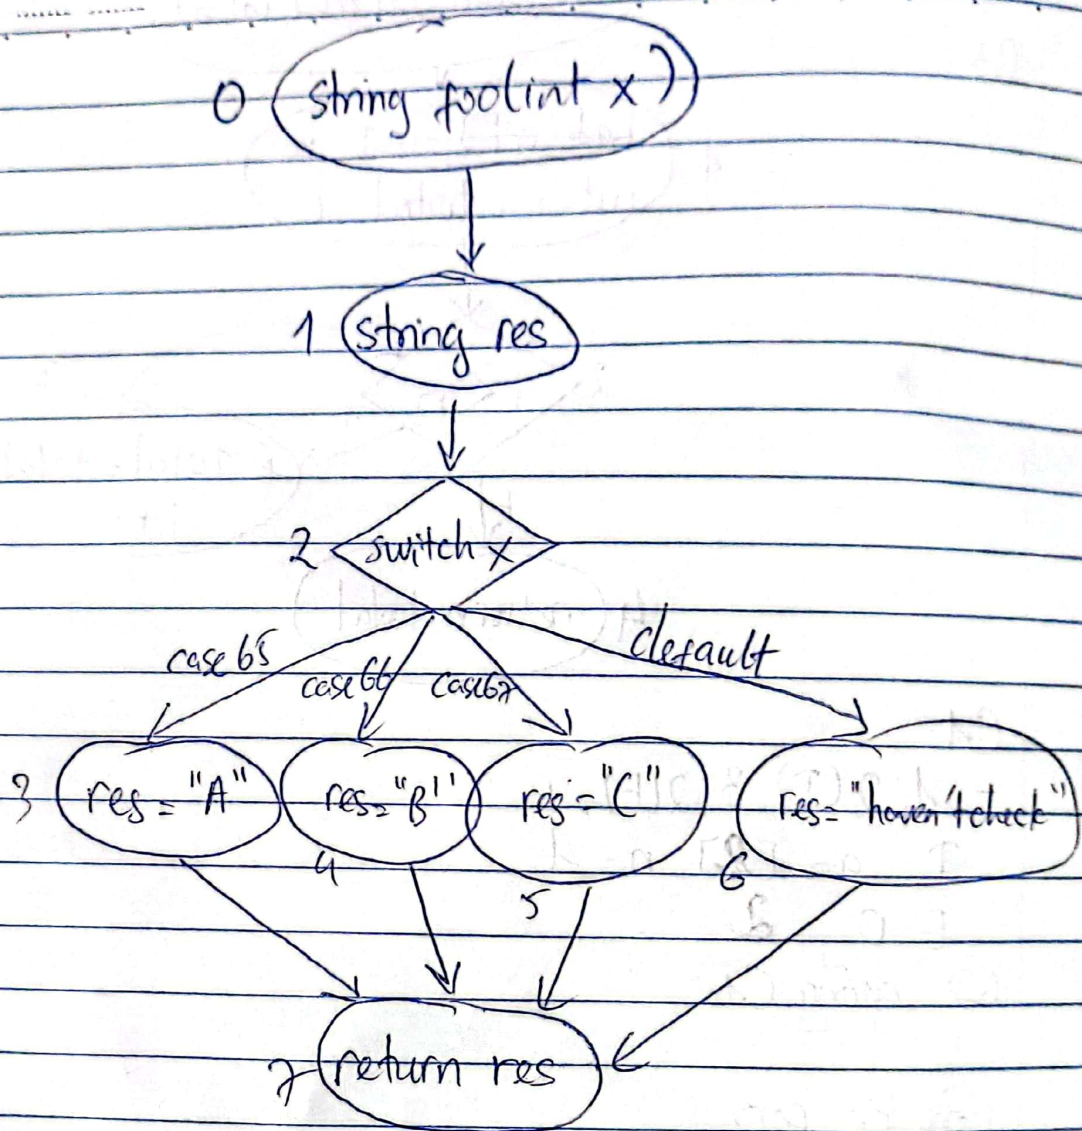 0 string foo(int x)
1 string res
2 switch x
case 65 case 66 case 67 default
3 res = "A" res = "B" res = "C" res = "haven't check"
4 5 6
7 return res